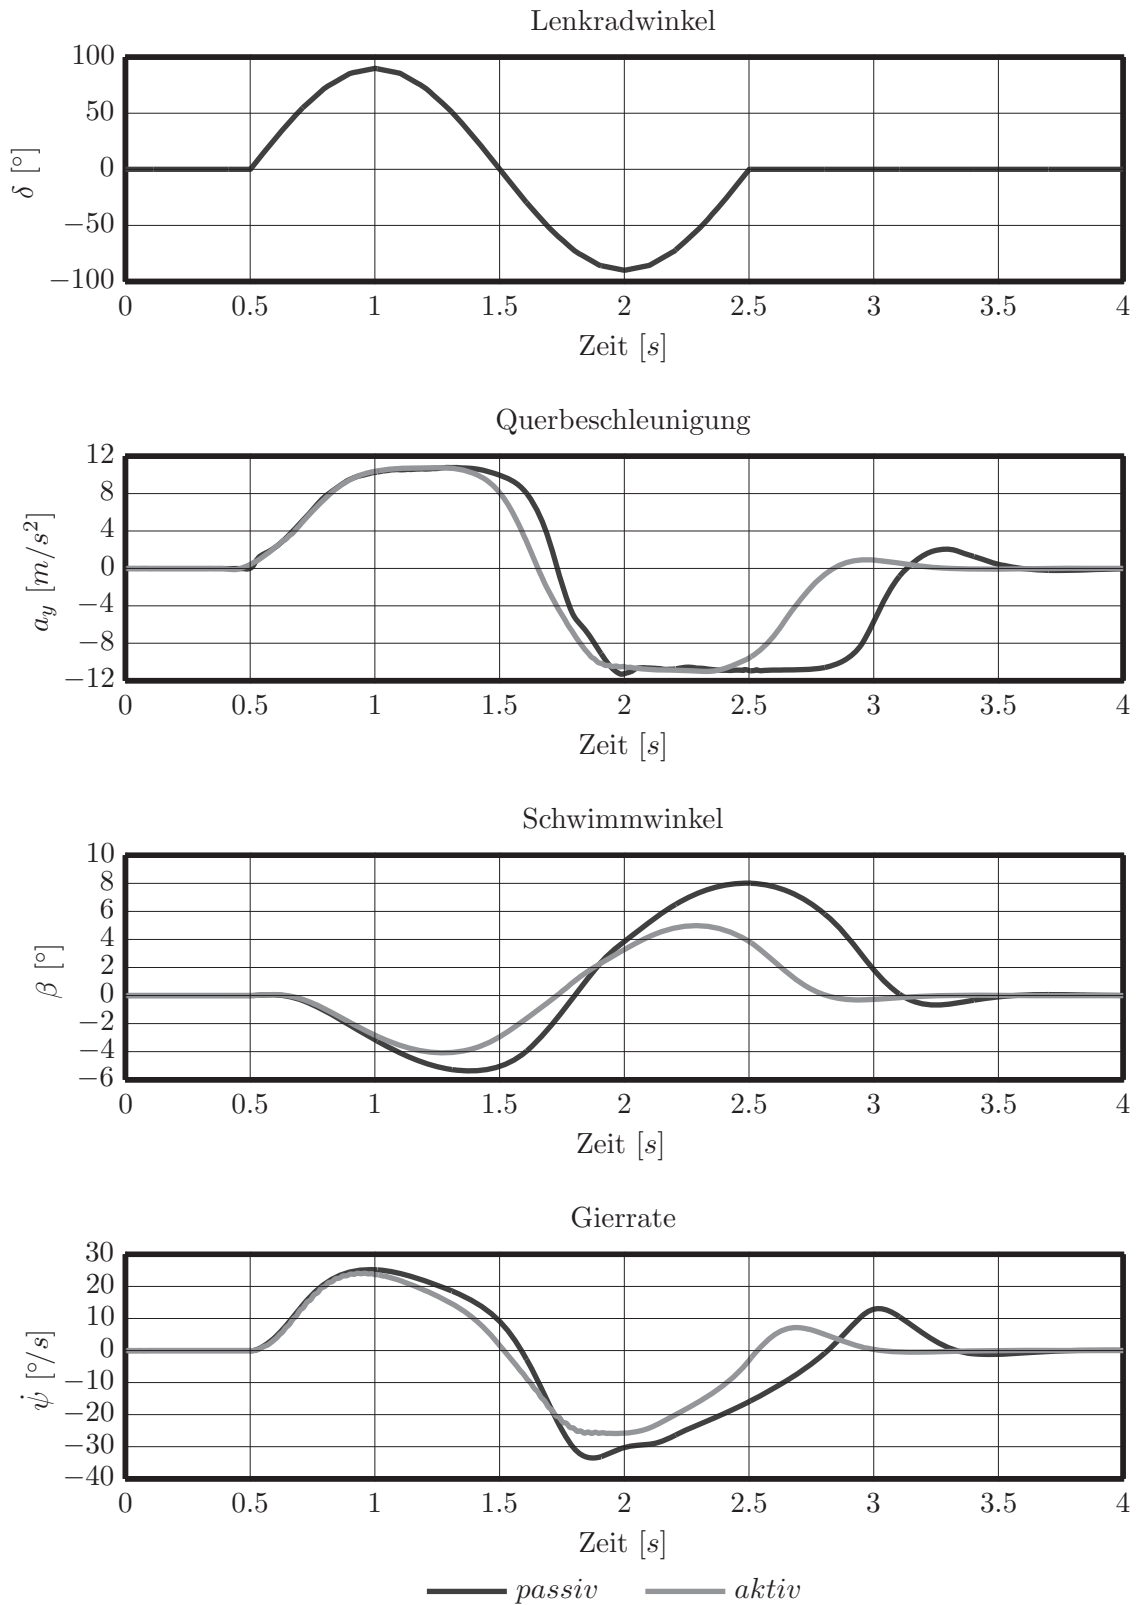 Lenkradwinkel
100
50
0
−50
−100
δ [°]
0 0.5 1 1.5 2 2.5 3 3.5 4
Zeit [s]
Querbeschleunigung
12
8
4
0
−4
−8
−12
a_y [m/s²]
0 0.5 1 1.5 2 2.5 3 3.5 4
Zeit [s]
Schwimmwinkel
10
8
6
4
2
0
−2
−4
−6
β [°]
0 0.5 1 1.5 2 2.5 3 3.5 4
Zeit [s]
Gierrate
30
20
10
0
−10
−20
−30
−40
ψ̇ [°/s]
0 0.5 1 1.5 2 2.5 3 3.5 4
Zeit [s]
passiv aktiv